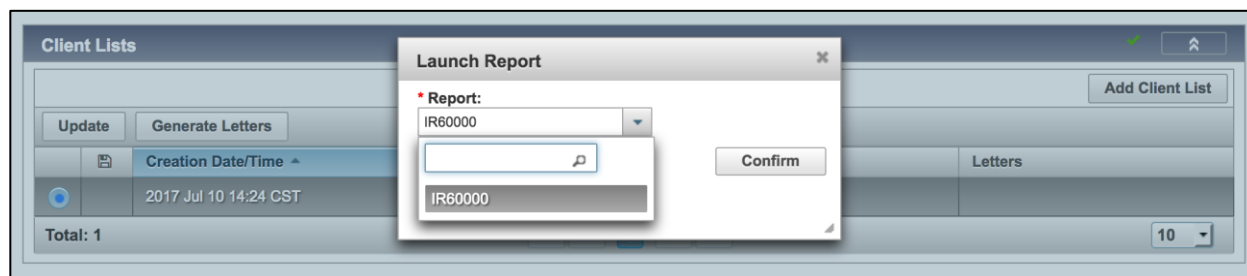 Client Lists
Launch Report
Add Client List
* Report:
IR60000
Update Generate Letters
Creation Date/Time
Confirm
Letters
2017 Jul 10 14:24 CST
IR60000
Total: 1
10